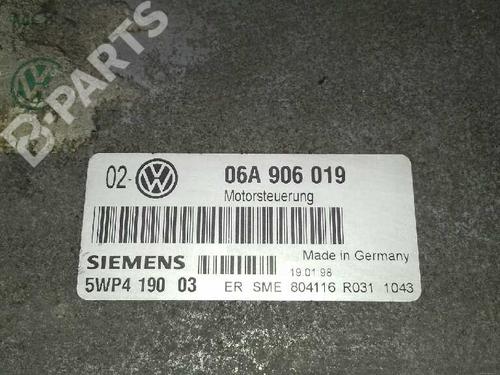 B-PARTS
02-
06A 906 019
Motorsteuerung
SIEMENS
Made in Germany
19.01.98
5WP4 190 03
ER SME 804116 R031 1043